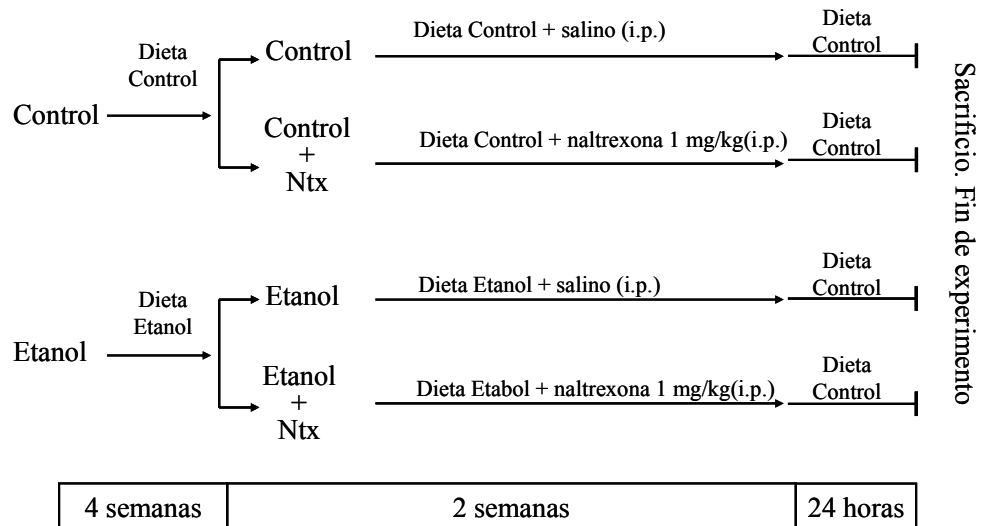 Dieta
Control
Control
Dieta Control + salino (i.p.)
Dieta
Control
Control
Control
+
Ntx
Dieta Control + naltrexona 1 mg/kg(i.p.)
Dieta
Control
Etanol
Dieta
Etanol
Etanol
Dieta Etanol + salino (i.p.)
Dieta
Control
Etanol
+
Ntx
Dieta Etabol + naltrexona 1 mg/kg(i.p.)
Dieta
Control
Sacrificio. Fin de experimento
4 semanas
2 semanas
24 horas